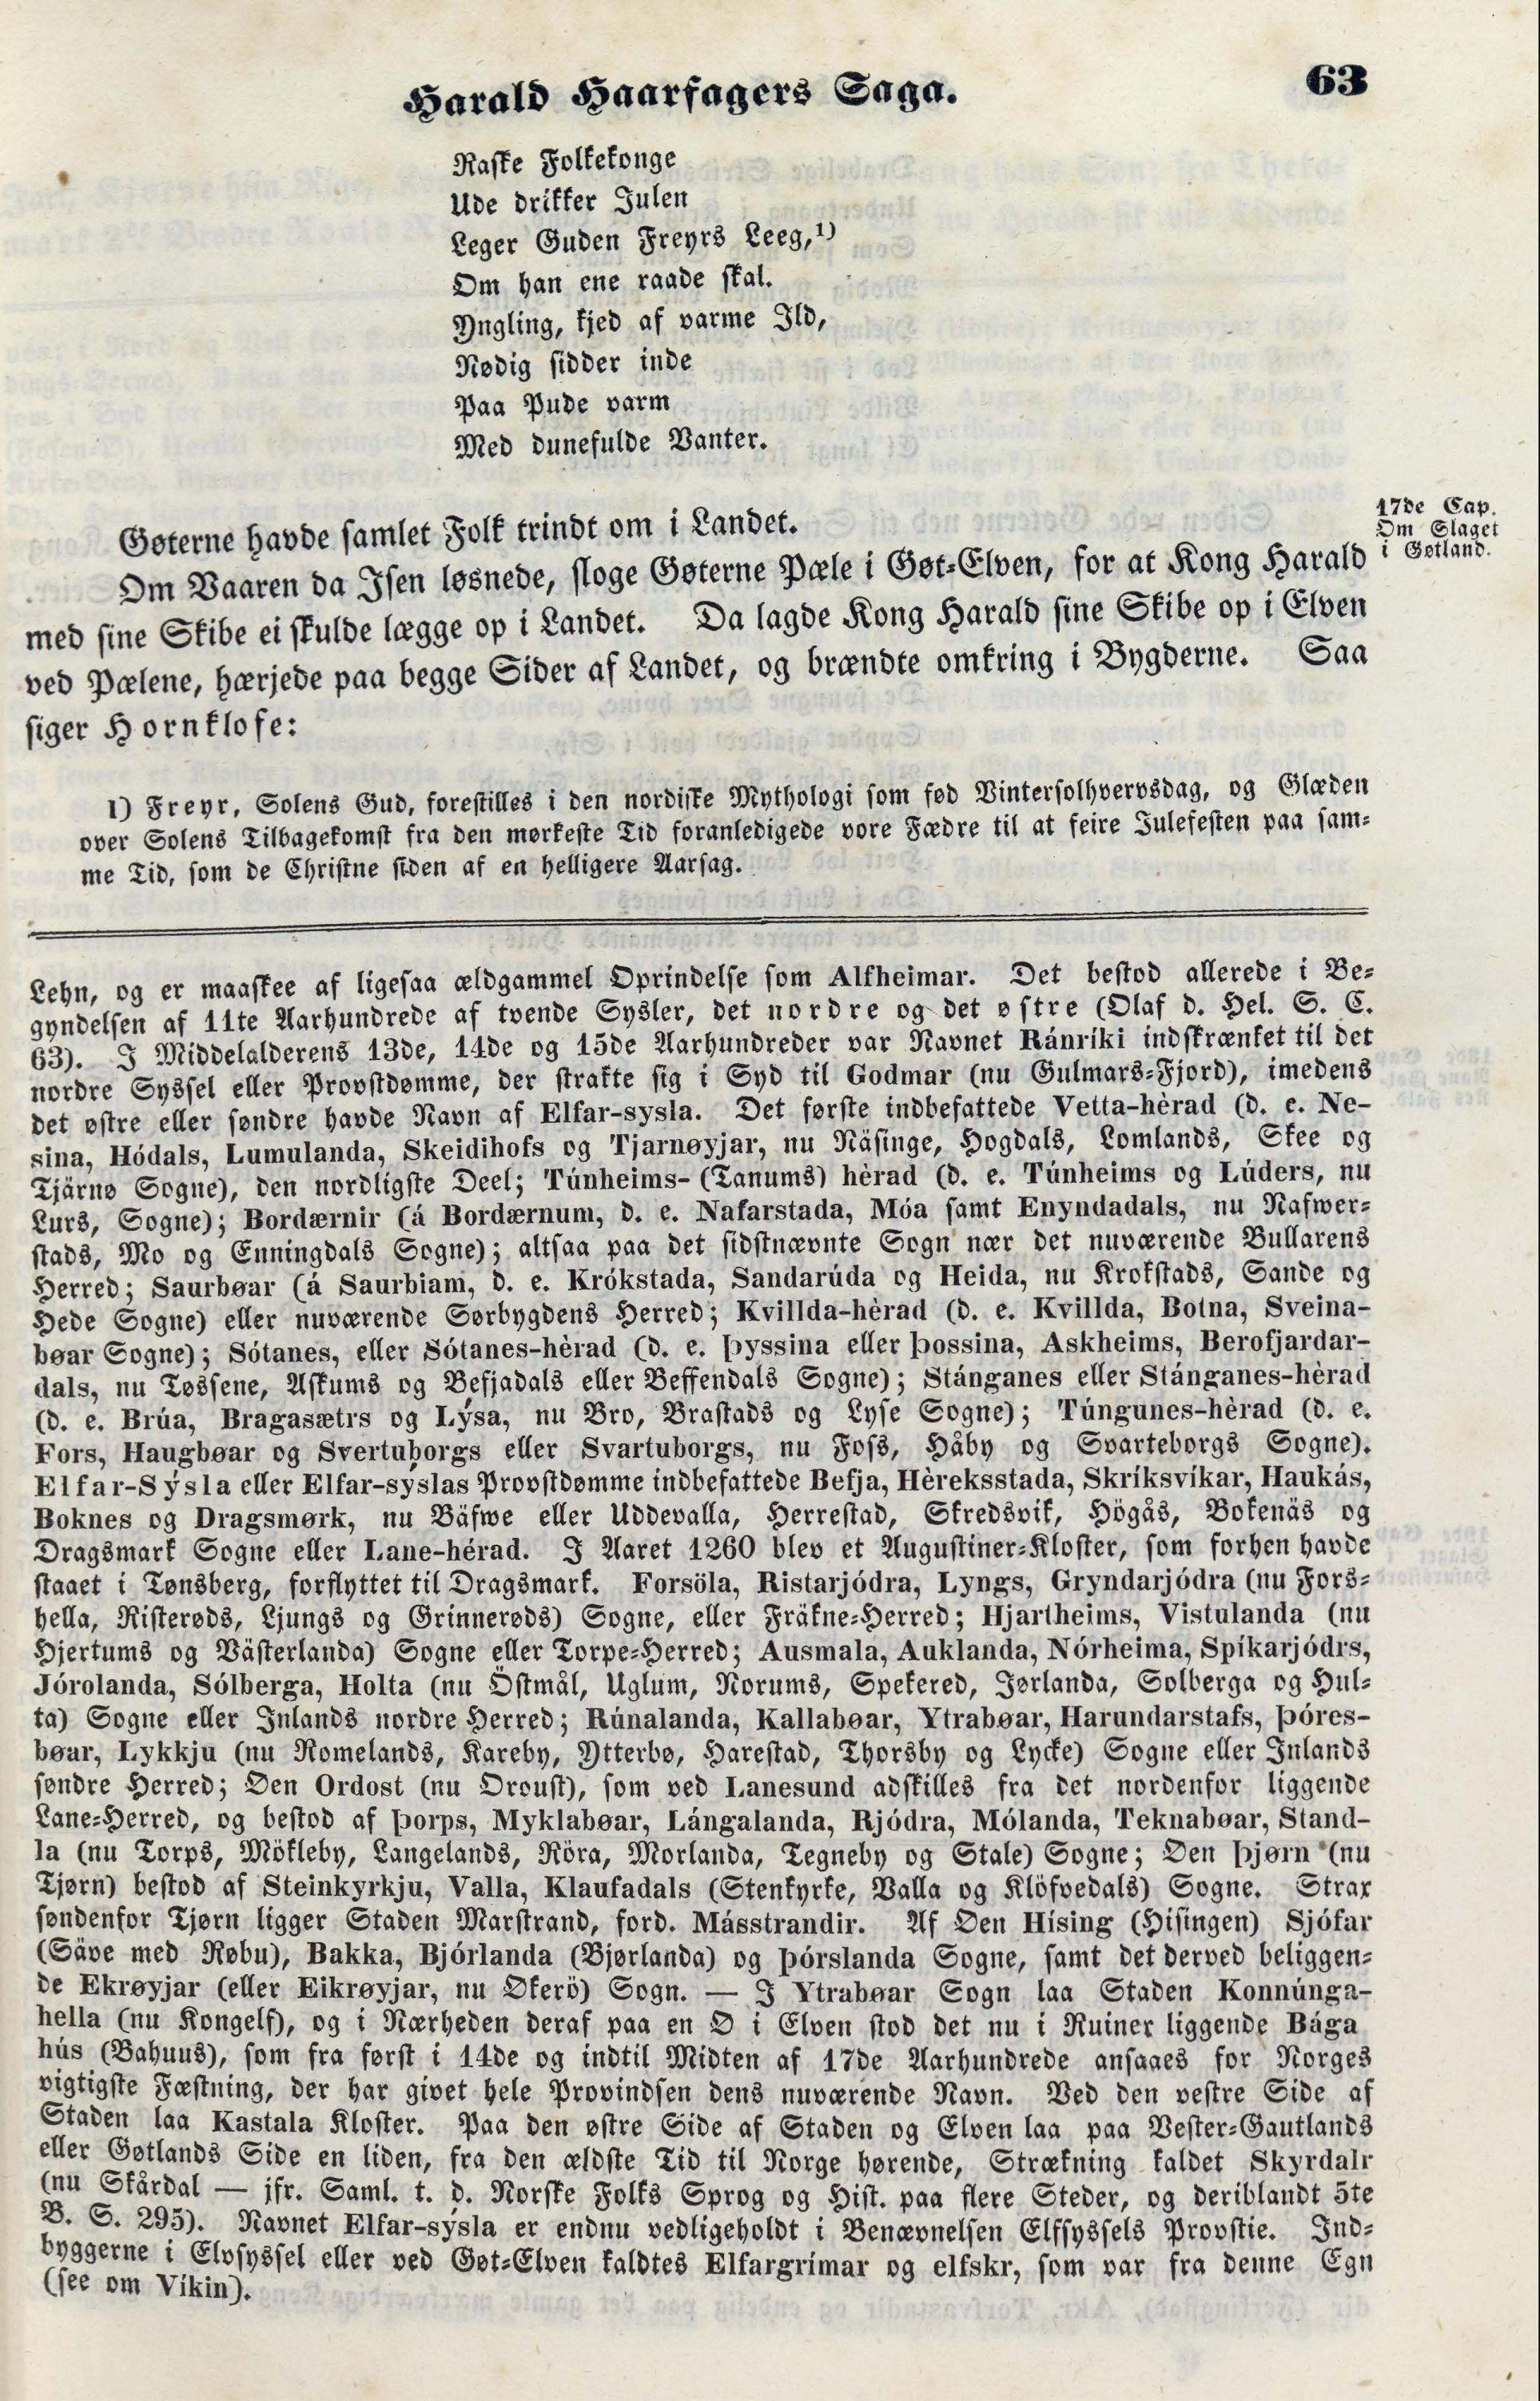 Harald Haarfagers Saga. 63
Raske Folkekonge
Ude drikker Julen
Leger Guden Freyrs Leeg,¹)
Om han ene raade skal.
Yngling, kjed af varme Ild,
Nødig sidder inde
Paa Pude varm
Med dunefulde Vanter.
17de Cap.
Om Slaget
i Gøtland.
Gøterne havde samlet Folk trindt om i Landet.
Om Vaaren da Isen løsnede, sloge Gøterne Pæle i Gøt-Elven, for at Kong Harald
med sine Skibe ei skulde lægge op i Landet. Da lagde Kong Harald sine Skibe op i Elven
ved Pælene, hærjede paa begge Sider af Landet, og brændte omkring i Bygderne. Saa
siger Hornklofe:
1) Freyr, Solens Gud, forestilles i den nordiske Mythologi som fød Vintersolhvervsdag, og Glæden
over Solens Tilbagekomst fra den mørkeste Tid foranledigede vore Fædre til at feire Julefesten paa sam-
me Tid, som de Christne siden af en helligere Aarsag.
Lehn, og er maaskee af ligesaa ældgammel Oprindelse som Alfheimar. Det bestod allerede i Be-
gyndelsen af 11te Aarhundrede af tvende Sysler, det nordre og det østre (Olaf d. Hel. S. C.
63). I Middelalderens 13de, 14de og 15de Aarhundreder var Navnet Ránríki indskrænket til det
nordre Syssel eller Provstdømme, der strakte sig i Syd til Godmar (nu Gulmars-Fjord), imedens
det østre eller søndre havde Navn af Elfar-sysla. Det første indbefattede Vetta-hèrad (d. e. Ne-
sina, Hódals, Lumulanda, Skeidihofs og Tjarnøyjar, nu Näsinge, Hogdals, Lomlands, Skee og
Tjärnø Sogne), den nordligste Deel; Túnheims- (Tanums) hèrad (d. e. Túnheims og Lúders, nu
Lurs, Sogne); Bordærnir (á Bordærnum, d. e. Nafarstada, Móa samt Enyndadals, nu Nafwer-
stads, Mo og Enningdals Sogne); altsaa paa det sidstnævnte Sogn nær det nuværende Bullarens
Herred; Saurbøar (á Saurbiam, d. e. Krókstada, Sandarúda og Heida, nu Krokstads, Sande og
Hede Sogne) eller nuværende Sørbygdens Herred; Kvillda-hèrad (d. e. Kvillda, Botna, Sveina-
bøar Sogne); Sótanes, eller Sótanes-hèrad (d. e. þyssina eller þossina, Askheims, Berofjardar-
dals, nu Tøssene, Askums og Befjadals eller Beffendals Sogne); Stánganes eller Stánganes-hèrad
(d. e. Brúa, Bragasætrs og Lýsa, nu Bro, Brastads og Lyse Sogne); Túngunes-hèrad (d. e.
Fors, Haugbøar og Svertuborgs eller Svartuborgs, nu Foss, Håby og Svarteborgs Sogne).
Elfar-Sýsla eller Elfar-sýslas Provstdømme indbefattede Befja, Hèreksstada, Skríksvíkar, Haukás,
Boknes og Dragsmørk, nu Bäfwe eller Uddevalla, Herrestad, Skredsvik, Högås, Bokenäs og
Dragsmark Sogne eller Lane-hérad. I Aaret 1260 blev et Augustiner-Kloster, som forhen havde
staaet i Tønsberg, forflyttet til Dragsmark. Forsöla, Ristarjódra, Lyngs, Gryndarjódra (nu Fors-
hella, Risterøds, Ljungs og Grinnerøds) Sogne, eller Fräkne-Herred; Hjartheims, Vistulanda (nu
Hjertums og Västerlanda) Sogne eller Torpe-Herred; Ausmala, Auklanda, Nórheima, Spíkarjódrs,
Jórolanda, Sólberga, Holta (nu Östmål, Uglum, Norums, Spekered, Jørlanda, Solberga og Hul-
ta) Sogne eller Inlands nordre Herred; Rúnalanda, Kallabøar, Ytrabøar, Harundarstafs, þóres-
bøar, Lykkju (nu Romelands, Kareby, Ytterbø, Harestad, Thorsby og Lycke) Sogne eller Inlands
søndre Herred; Øen Ordost (nu Oroust), som ved Lanesund adskilles fra det nordenfor liggende
Lane-Herred, og bestod af þorps, Myklabøar, Lángalanda, Rjódra, Mólanda, Teknabøar, Stand-
la (nu Torps, Mökleby, Langelands, Röra, Morlanda, Tegneby og Stale) Sogne; Øen þjørn (nu
Tjørn) bestod af Steinkyrkju, Valla, Klaufadals (Stenkyrke, Valla og Klöfvedals) Sogne. Strax
søndenfor Tjørn ligger Staden Marstrand, ford. Másstrandir. Af Øen Hísing (Hisingen) Sjófar
(Säve med Røbu), Bakka, Bjórlanda (Bjørlanda) og þórslanda Sogne, samt det derved beliggen-
de Ekrøyjar (eller Eikrøyjar, nu Økerö) Sogn. — I Ytrabøar Sogn laa Staden Konnúnga-
hella (nu Kongelf), og i Nærheden deraf paa en Ø i Elven stod det nu i Ruiner liggende Bága
hús (Bahuus), som fra først i 14de og indtil Midten af 17de Aarhundrede ansaaes for Norges
vigtigste Fæstning, der har givet hele Provindsen dens nuværende Navn. Ved den vestre Side af
Staden laa Kastala Kloster. Paa den østre Side af Staden og Elven laa paa Vester-Gautlands
eller Gøtlands Side en liden, fra den ældste Tid til Norge hørende, Strækning kaldet Skyrdalr
(nu Skårdal — jfr. Saml. t. d. Norske Folks Sprog og Hist. paa flere Steder, og deriblandt 5te
B. S. 295). Navnet Elfar-sýsla er endnu vedligeholdt i Benævnelsen Elfsyssels Provstie. Ind-
byggerne i Elvsyssel eller ved Gøt-Elven kaldtes Elfargrímar og elfskr, som var fra denne Egn
(see om Víkin).